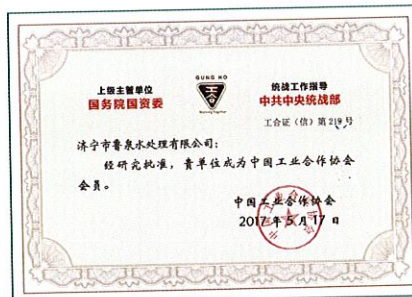 GUNG HO
上级主管单位
国务院国资委
统战工作指导
中共中央统战部
工合证（信）第219号
济宁市鲁泉水处理有限公司：
经研究批准，贵单位成为中国工业合作协会
会员。
中国工业合作协会
2017年5月17日